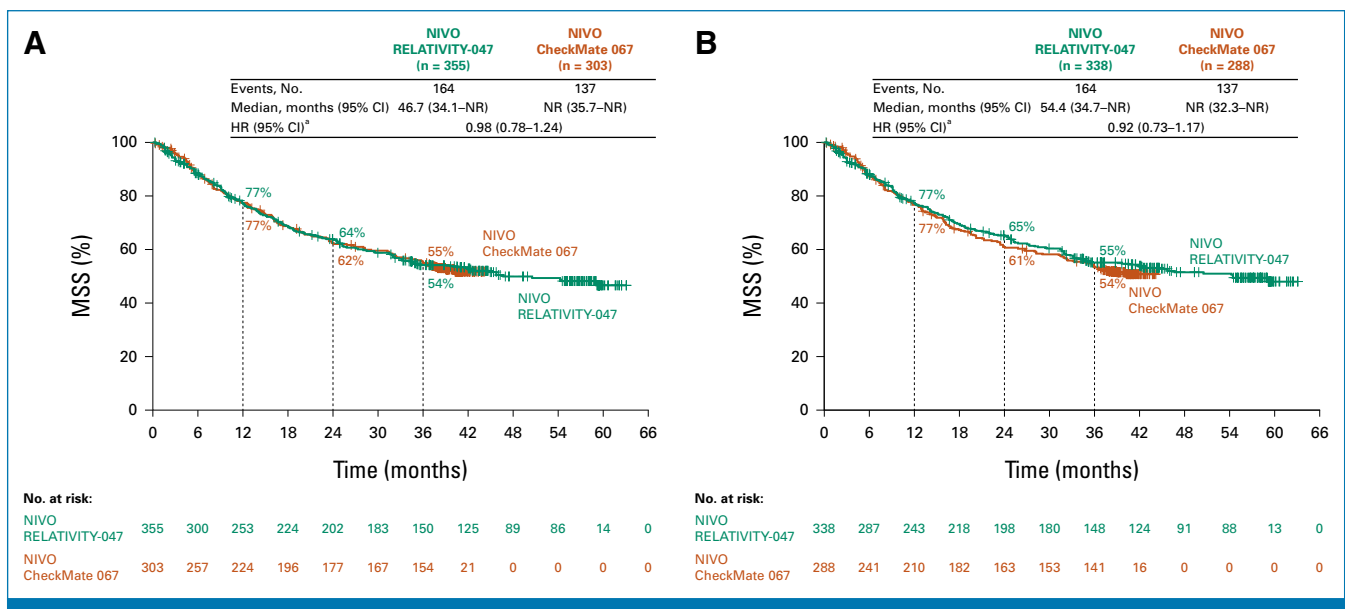 A
NIVO
RELATIVITY-047
(n = 355)
NIVO
CheckMate 067
(n = 303)
Events, No. 164 137
Median, months (95% CI) 46.7 (34.1–NR) NR (35.7–NR)
HR (95% CI)a 0.98 (0.78–1.24)
MSS (%)
100
80
60
40
20
0
77%
77%
64%
62%
55%
54%
NIVO
CheckMate 067
NIVO
RELATIVITY-047
0 6 12 18 24 30 36 42 48 54 60 66
Time (months)
No. at risk:
NIVO
RELATIVITY-047 355 300 253 224 202 183 150 125 89 86 14 0
NIVO
CheckMate 067 303 257 224 196 177 167 154 21 0 0 0 0
B
NIVO
RELATIVITY-047
(n = 338)
NIVO
CheckMate 067
(n = 288)
Events, No. 164 137
Median, months (95% CI) 54.4 (34.7–NR) NR (32.3–NR)
HR (95% CI)a 0.92 (0.73–1.17)
MSS (%)
100
80
60
40
20
0
77%
77%
65%
61%
55%
54%
NIVO
RELATIVITY-047
NIVO
CheckMate 067
0 6 12 18 24 30 36 42 48 54 60 66
Time (months)
No. at risk:
NIVO
RELATIVITY-047 338 287 243 218 198 180 148 124 91 88 13 0
NIVO
CheckMate 067 288 241 210 182 163 153 141 16 0 0 0 0